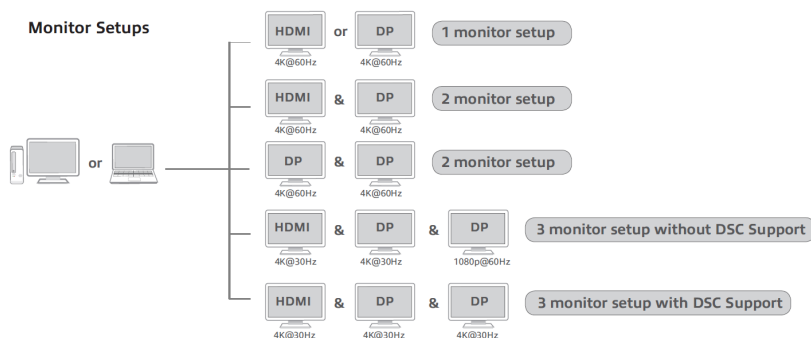 Monitor Setups
HDMI or DP 1 monitor setup
4K@60Hz 4K@60Hz
HDMI & DP 2 monitor setup
4K@60Hz 4K@60Hz
or
DP & DP 2 monitor setup
4K@60Hz 4K@60Hz
HDMI & DP & DP 3 monitor setup without DSC Support
4K@30Hz 4K@30Hz 1080p@60Hz
HDMI & DP & DP 3 monitor setup with DSC Support
4K@30Hz 4K@30Hz 4K@30Hz